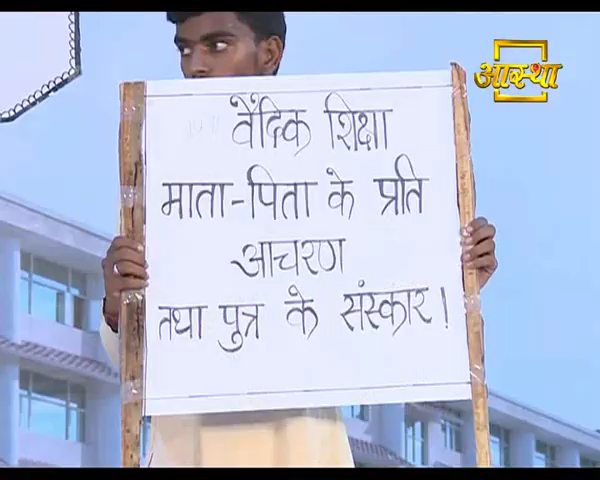 आस्था
वैदिक शिक्षा
माता-पिता के प्रति
आचरण
तथा पुत्र के संस्कार!